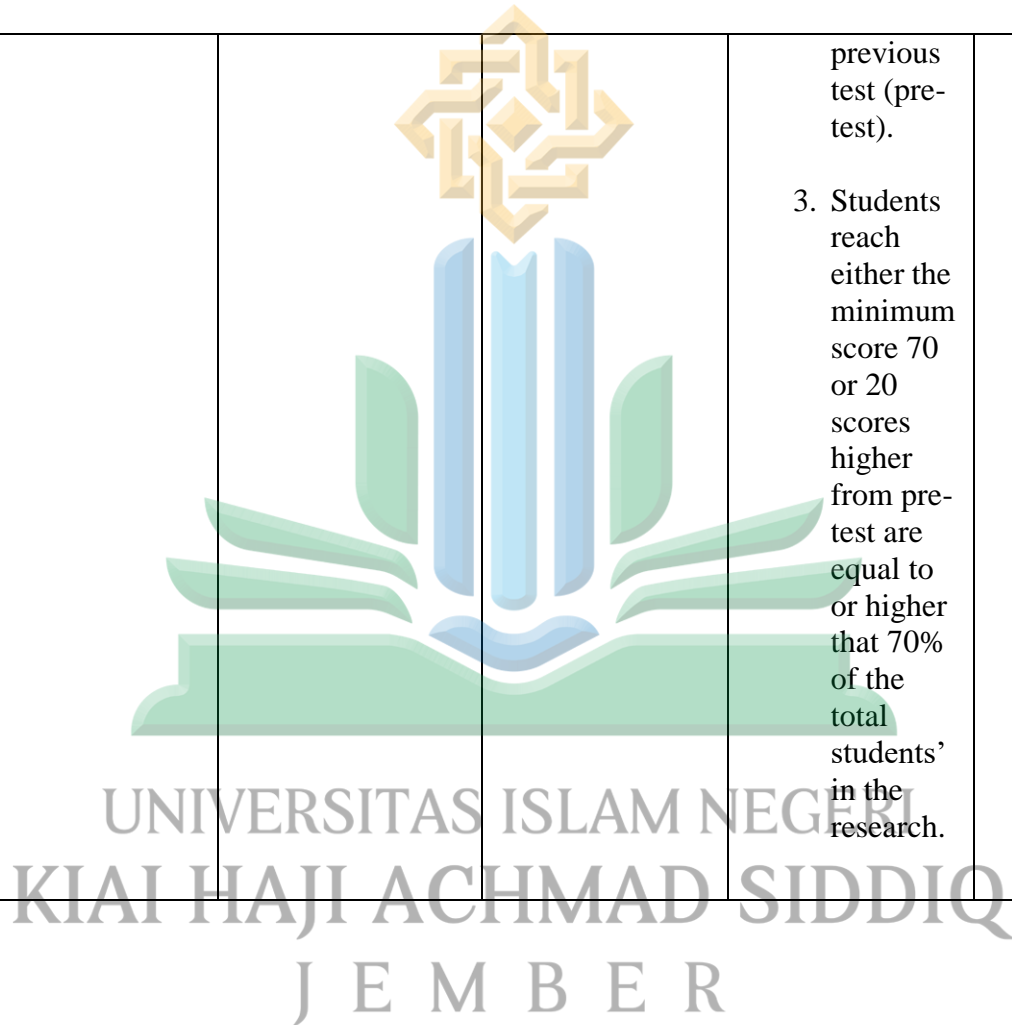 previous
test (pre-
test).
3. Students
reach
either the
minimum
score 70
or 20
scores
higher
from pre-
test are
equal to
or higher
that 70%
of the
total
students’
in the
research.
UNIVERSITAS ISLAM NEGERI
KIAI HAJI ACHMAD SIDDIQ
JEMBER